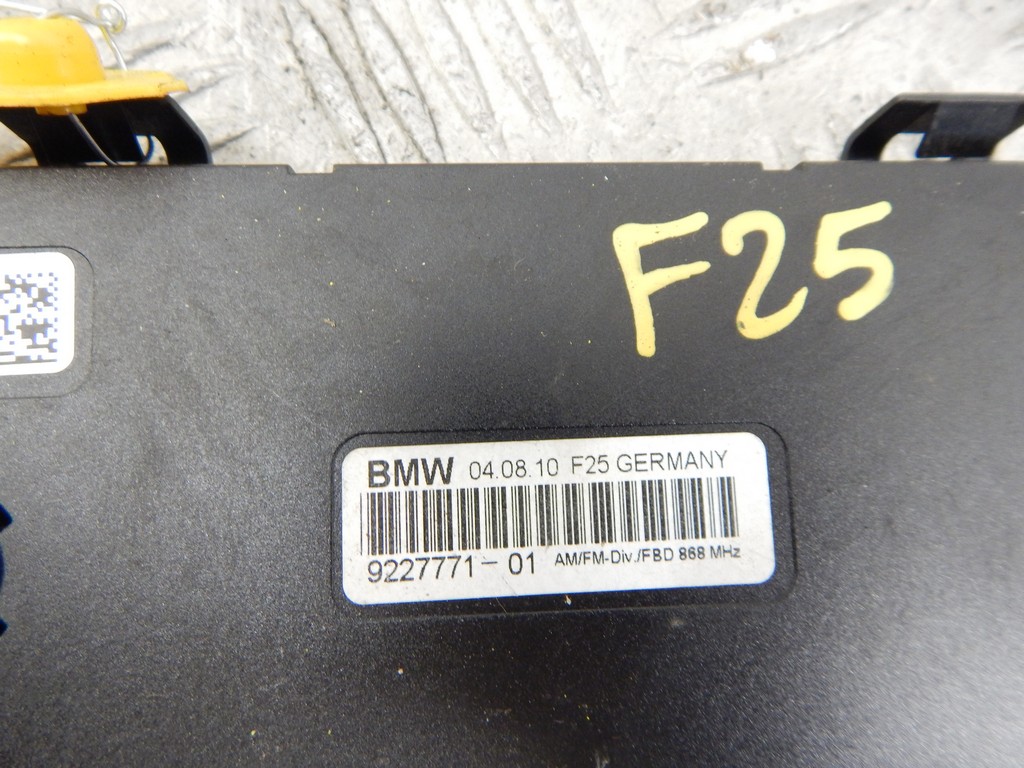 F25
BMW 04.08.10 F25 GERMANY
9227771-01 AM/FM-Div./FBD 868 MHz